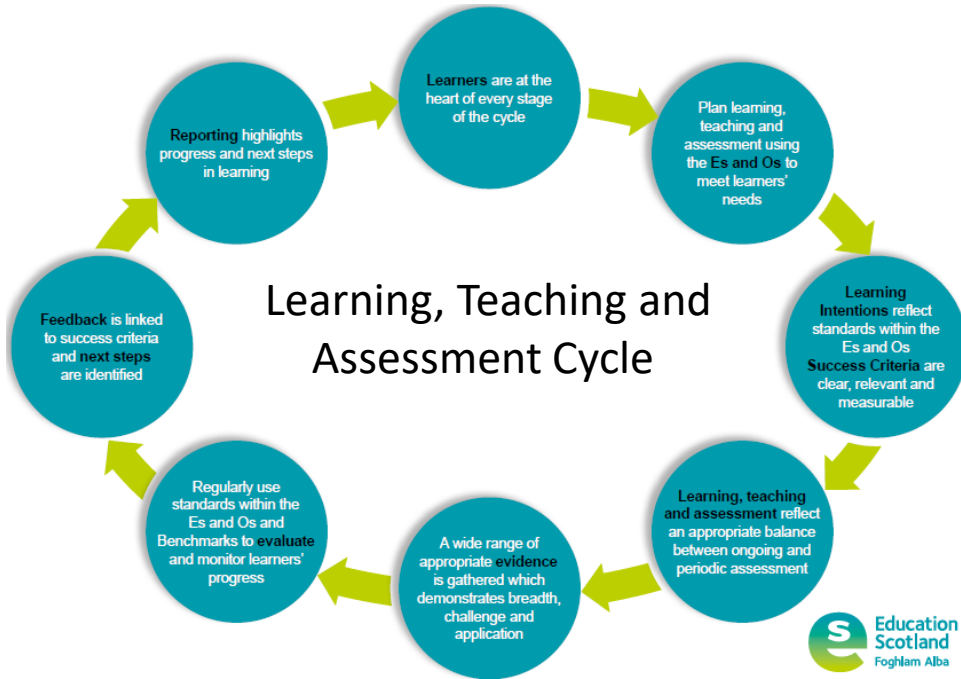 Learners are at the
heart of every stage
of the cycle
Plan learning,
teaching and
assessment using
the Es and Os to
meet learners'
needs
Learning
Intentions reflect
standards within the
Es and Os
Success Criteria are
clear, relevant and
measurable
Learning, teaching
and assessment reflect
an appropriate balance
between ongoing and
periodic assessment
A wide range of
appropriate evidence
is gathered which
demonstrates breadth,
challenge and
application
Regularly use
standards within the
Es and Os and
Benchmarks to evaluate
and monitor learners'
progress
Feedback is linked
to success criteria
and next steps
are identified
Reporting highlights
progress and next steps
in learning
Learning, Teaching and
Assessment Cycle
Education
Scotland
Foghlam Alba